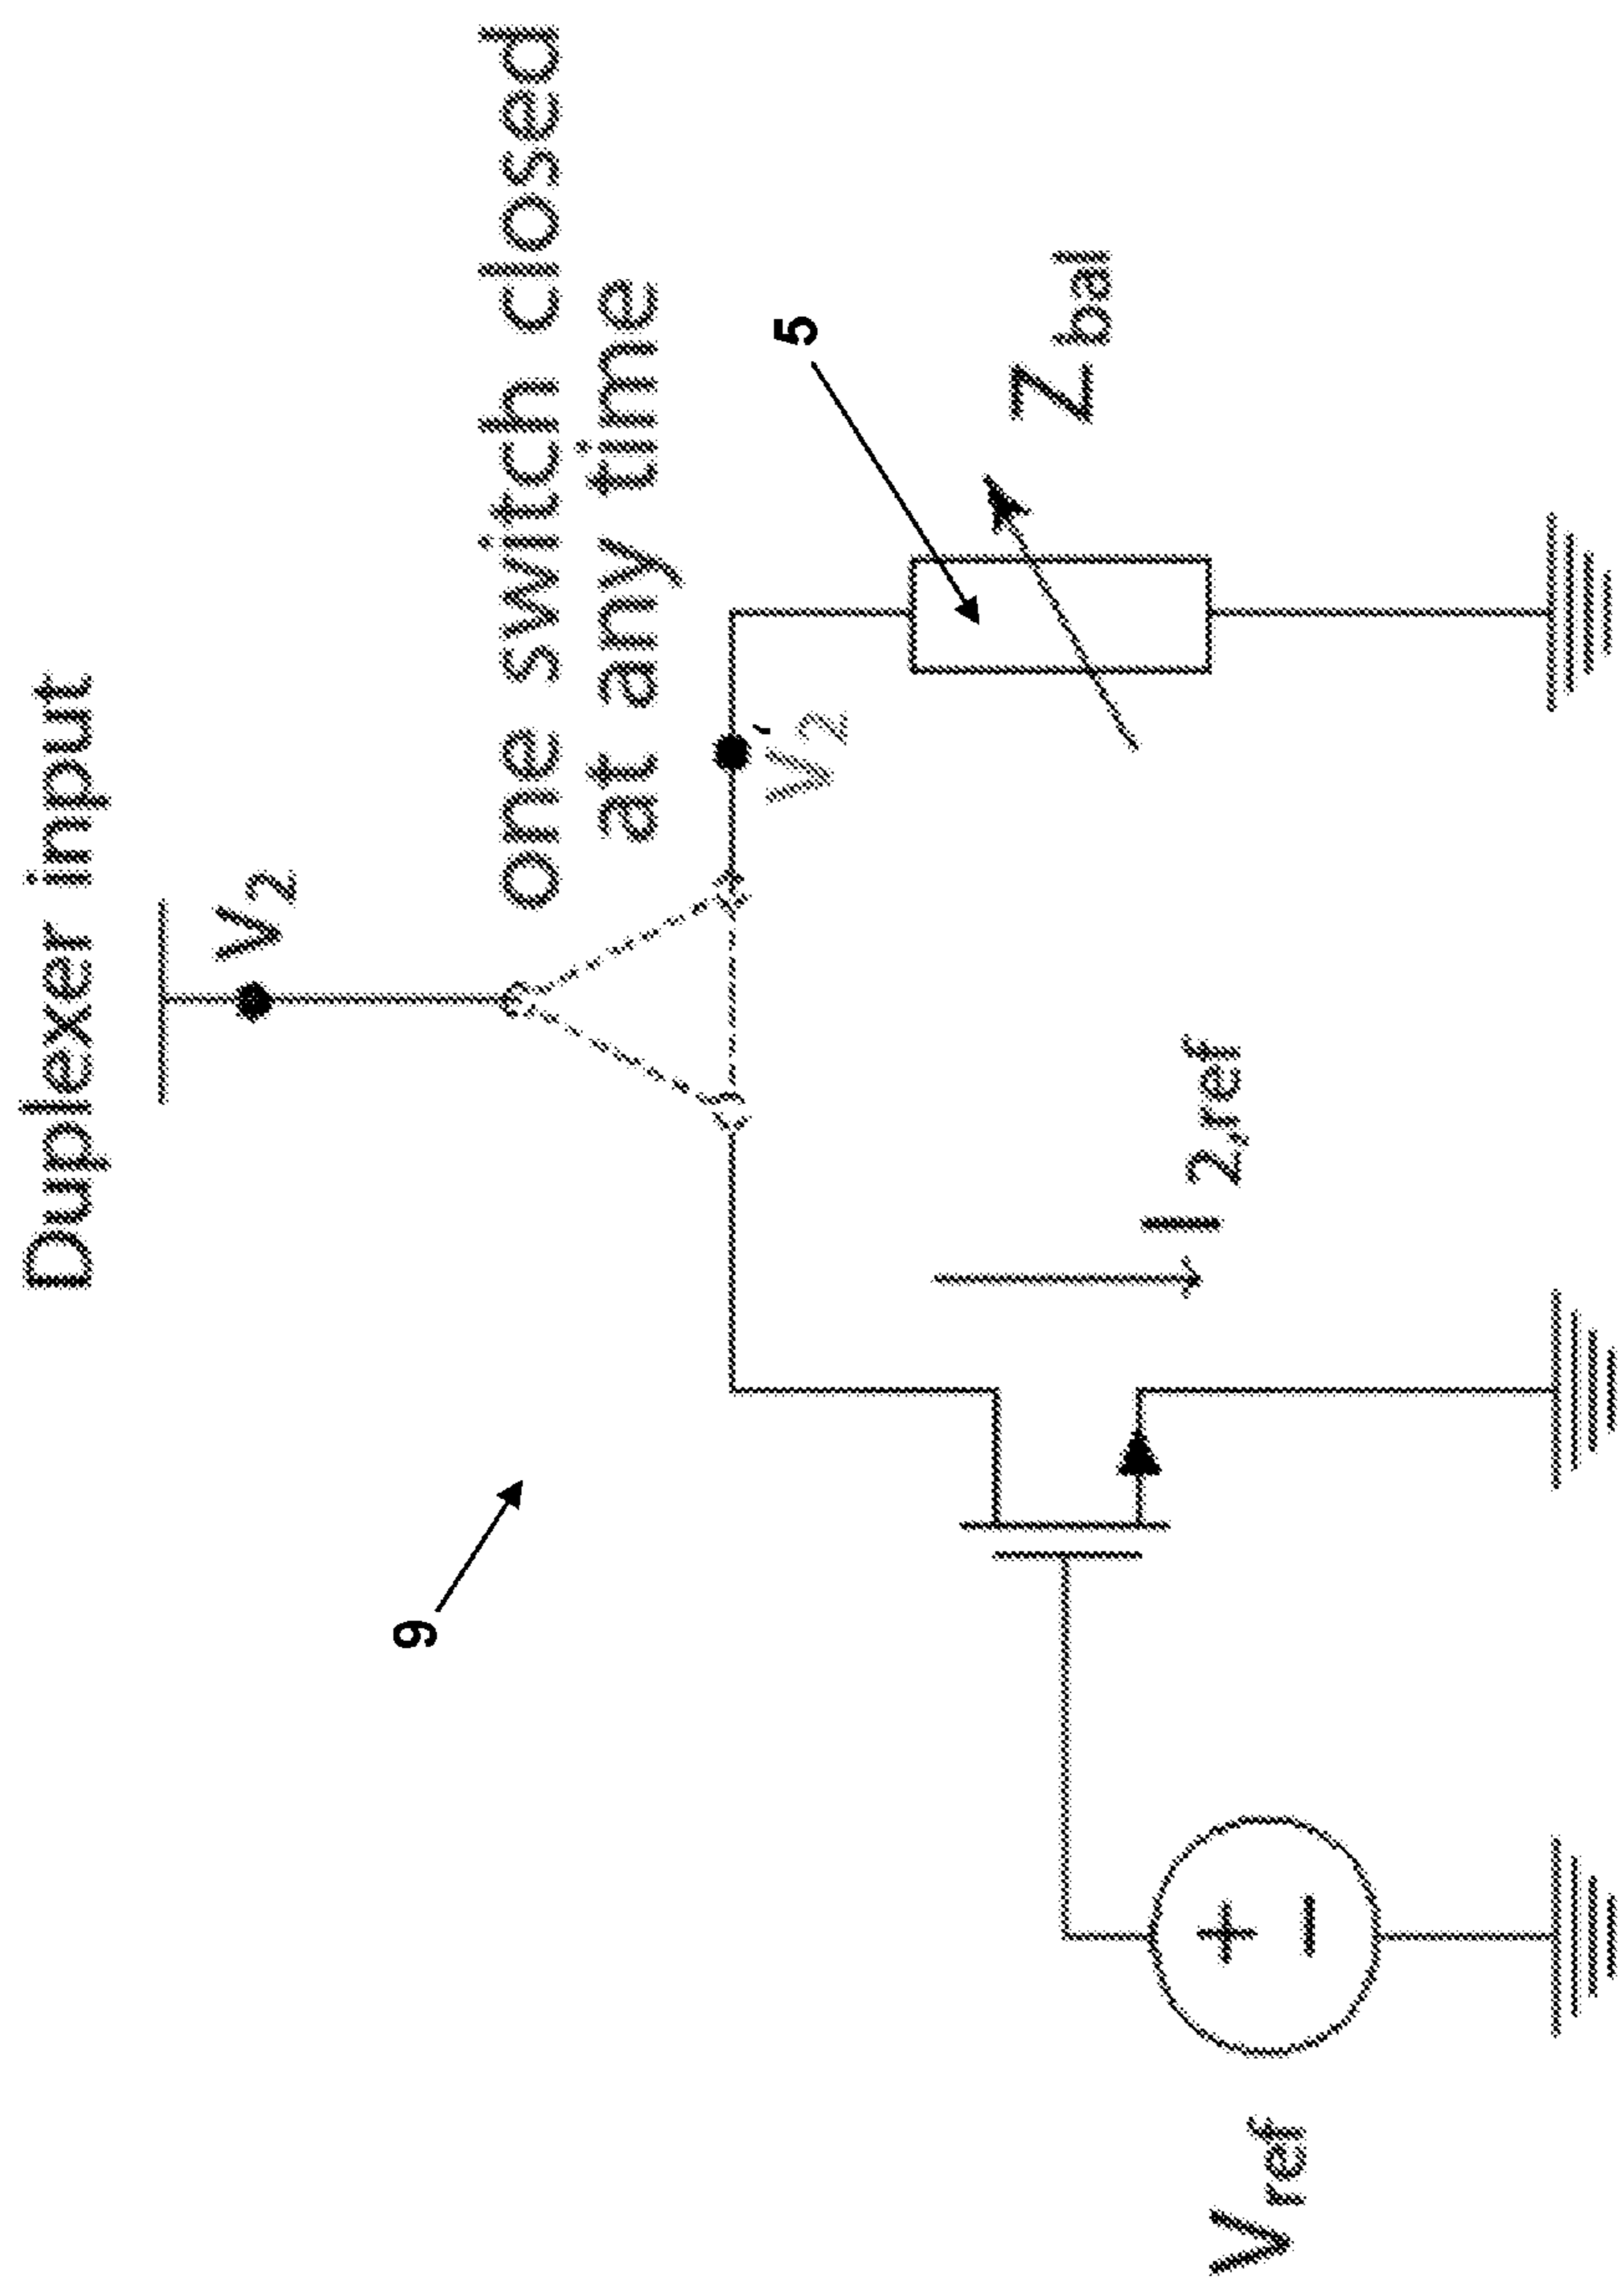 Duplexer input
V2
one switch closed
at any time
9
V2'
5
I2,ref
Zbal
Vref
+
−